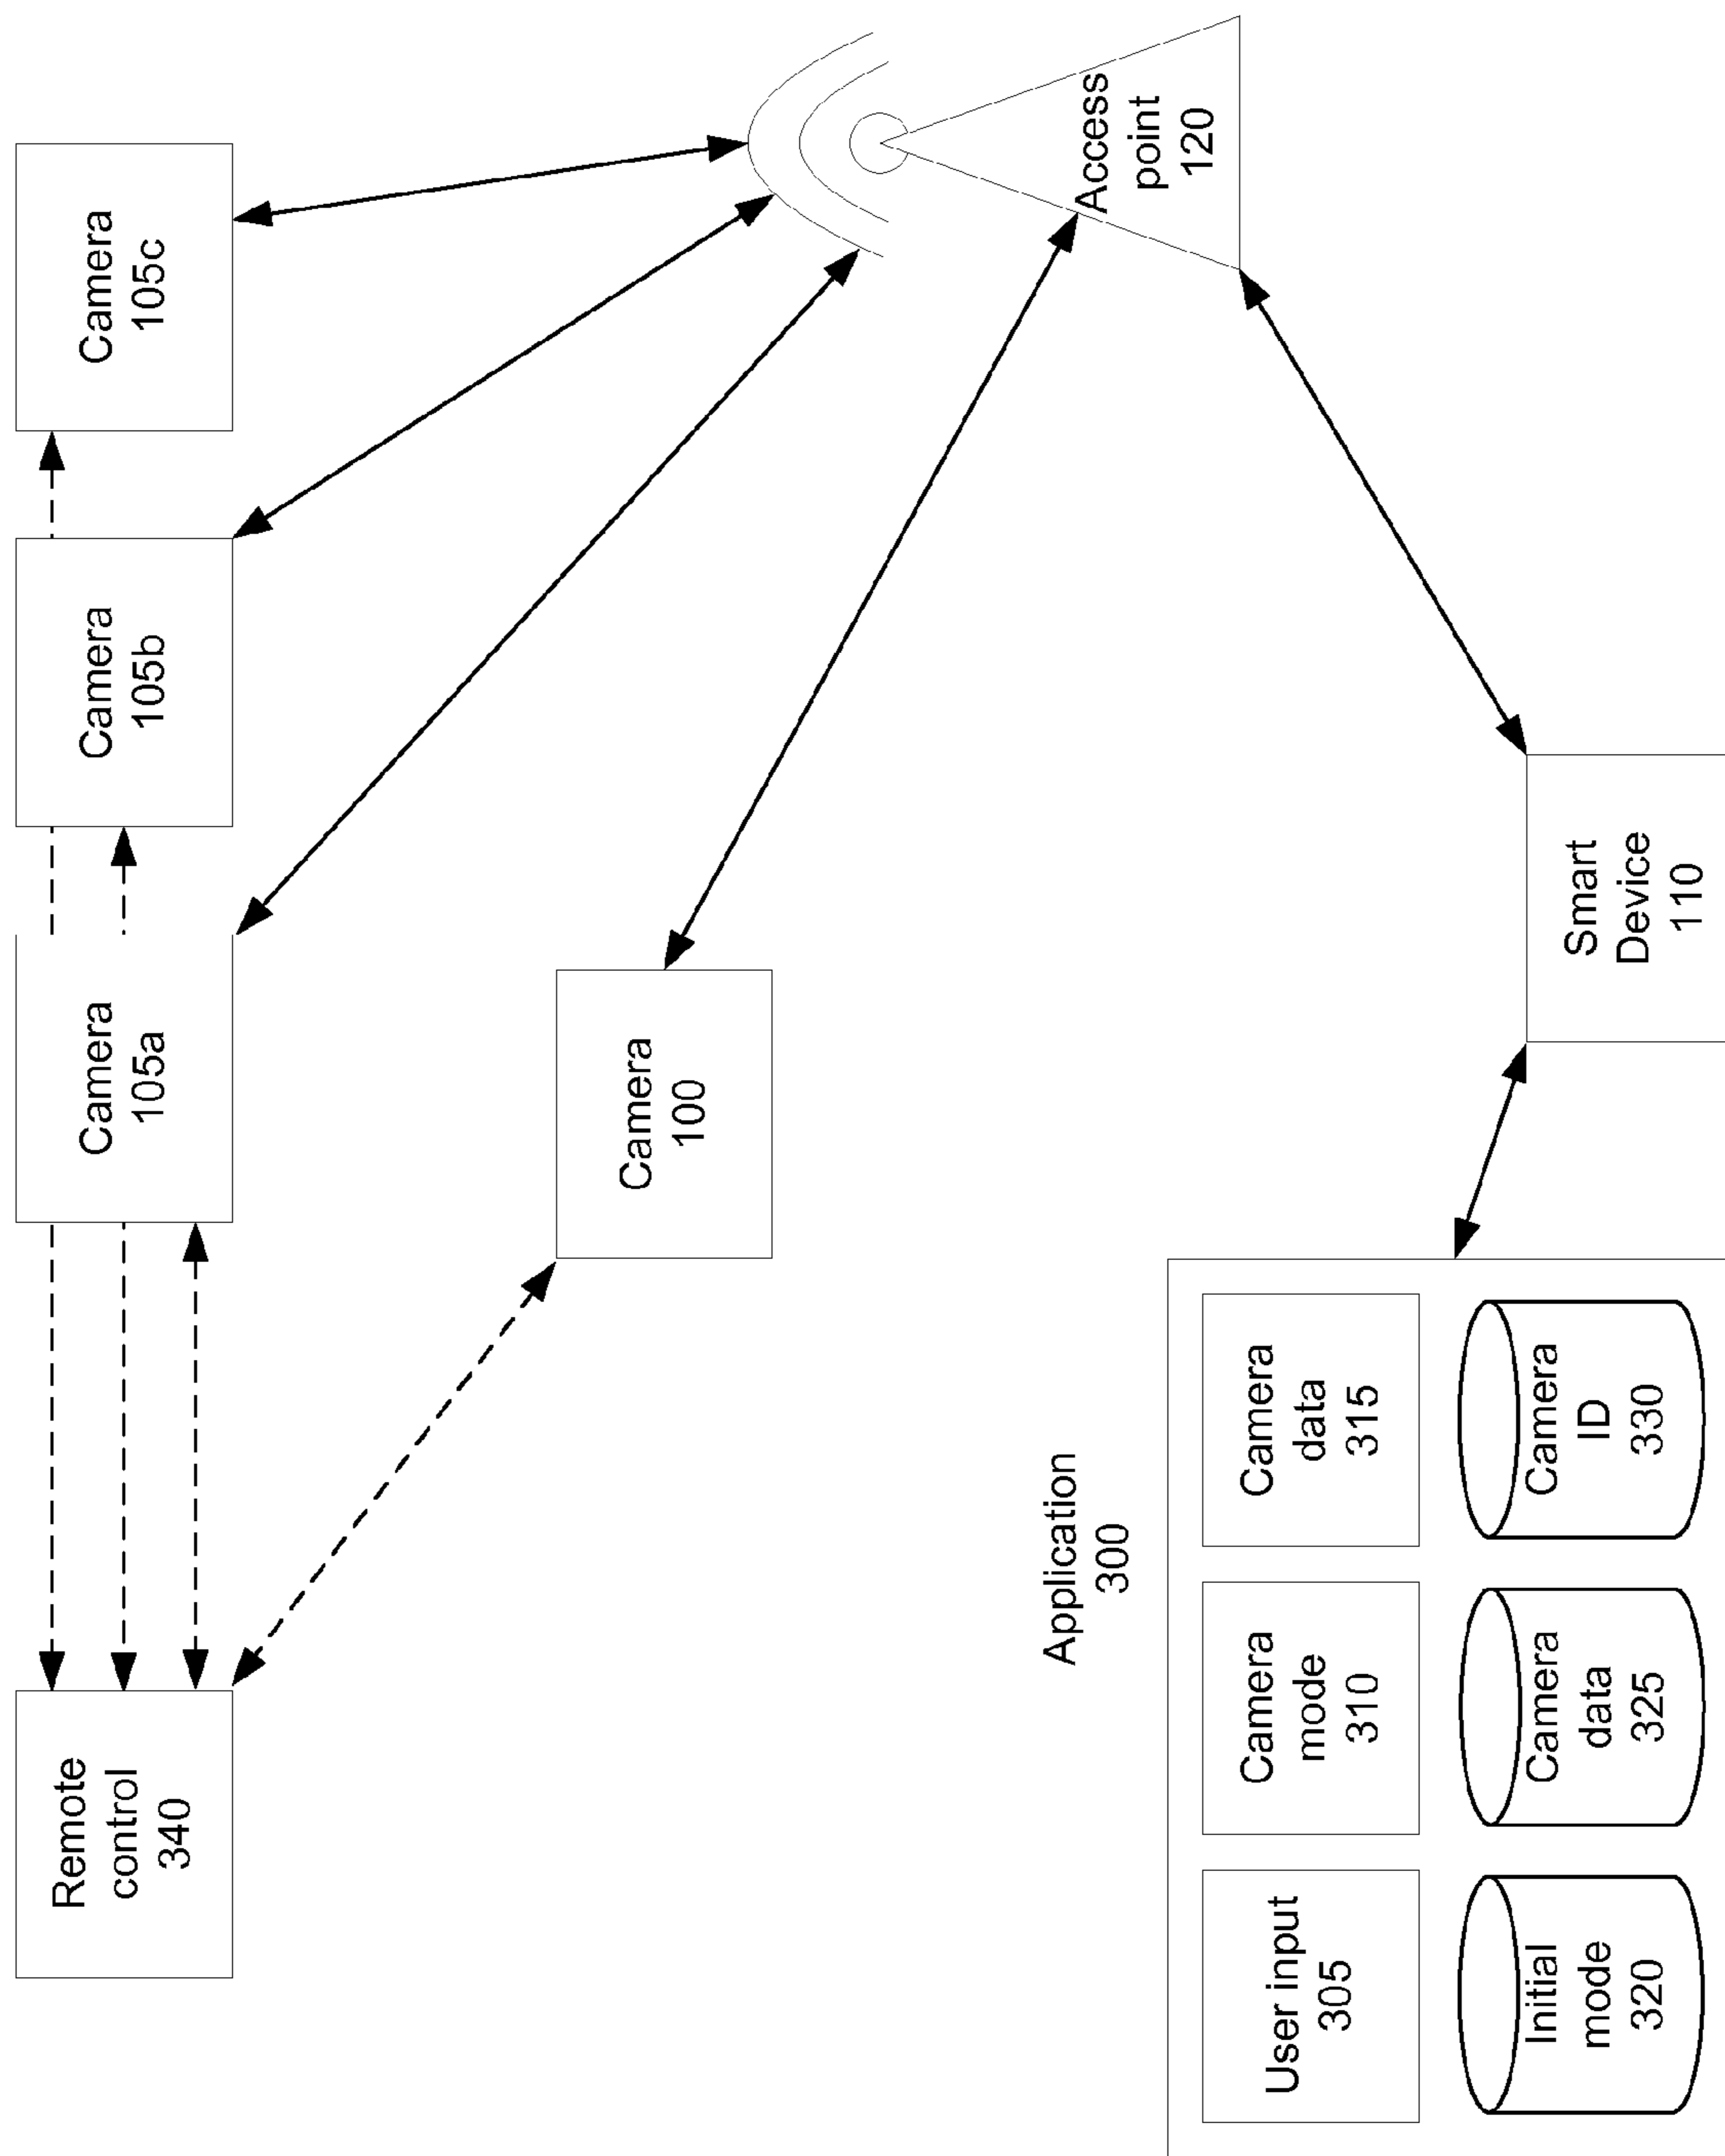 Remote
control
340
Camera
105a
Camera
105b
Camera
105c
Camera
100
Access
point
120
Application
300
User input
305
Camera
mode
310
Camera
data
315
Initial
mode
320
Camera
data
325
Camera
ID
330
Smart
Device
110